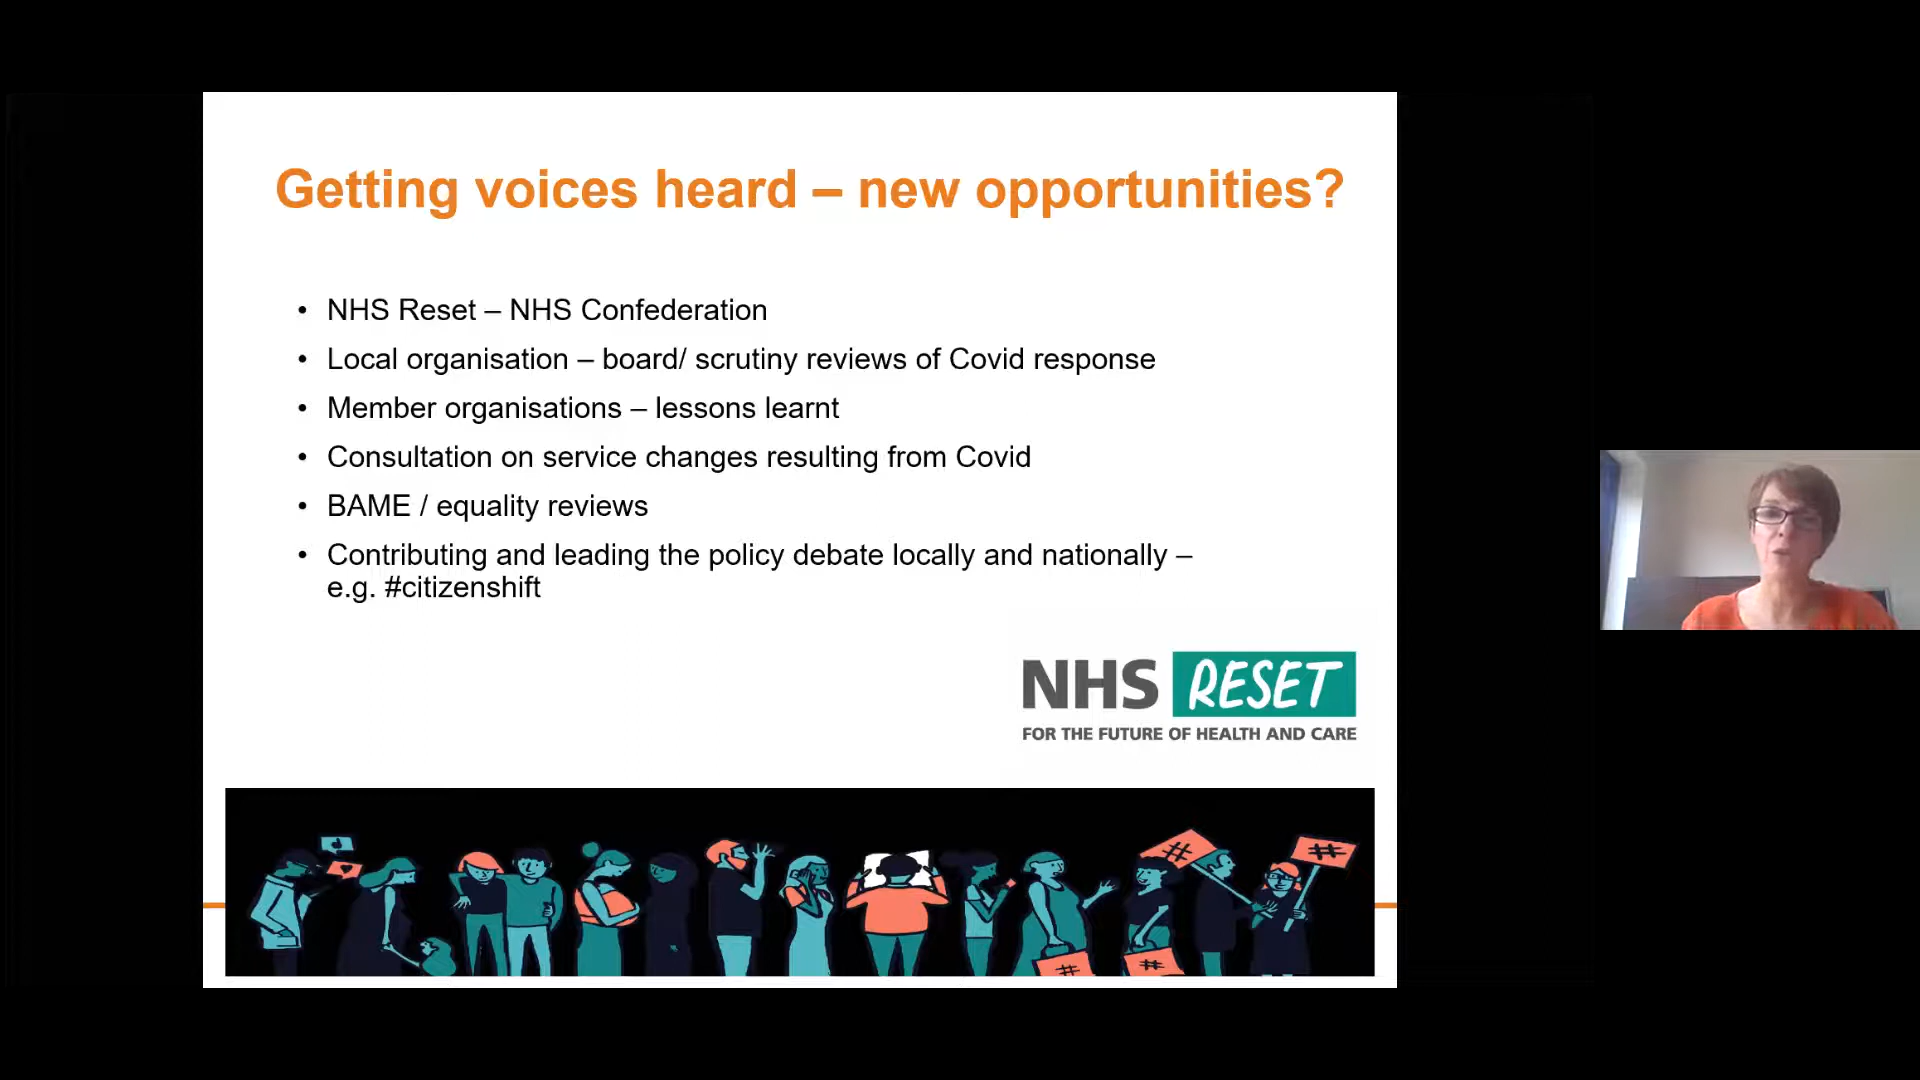 Getting voices heard – new opportunities?
• NHS Reset – NHS Confederation
• Local organisation – board/ scrutiny reviews of Covid response
• Member organisations – lessons learnt
• Consultation on service changes resulting from Covid
• BAME / equality reviews
• Contributing and leading the policy debate locally and nationally –
e.g. #citizenshift
NHS RESET
FOR THE FUTURE OF HEALTH AND CARE
# #
# #